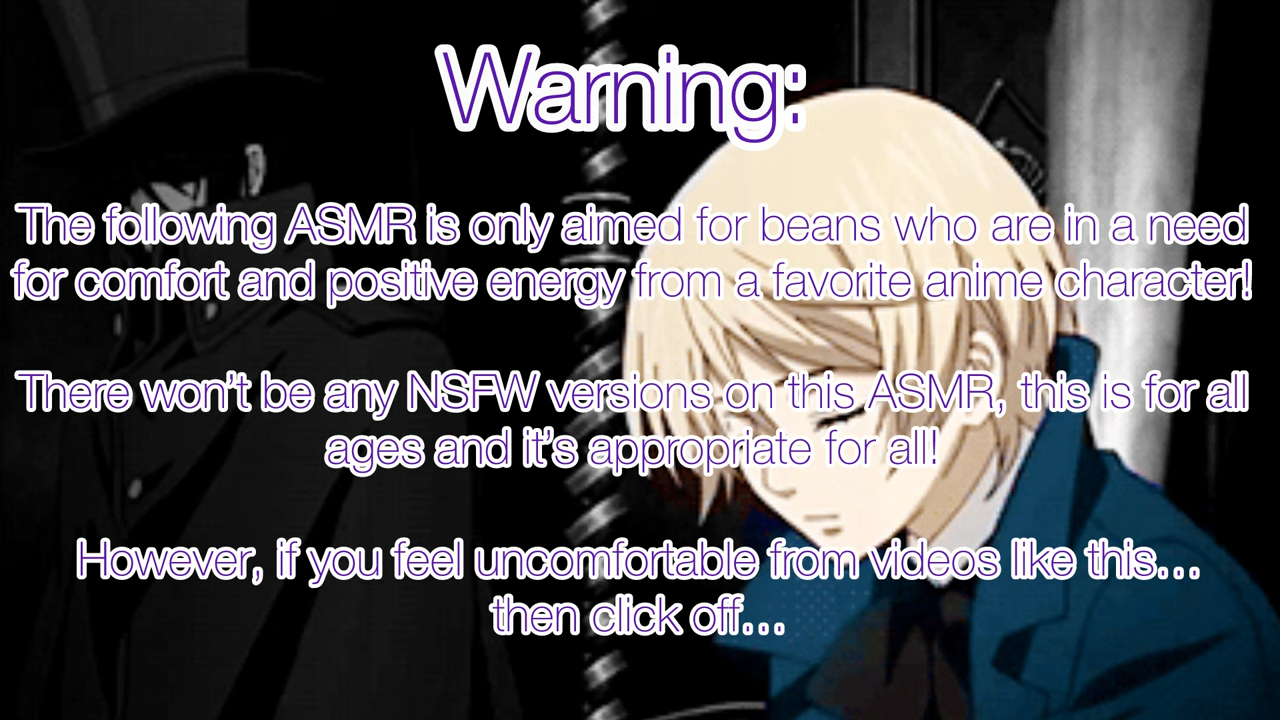 Warning:
The following ASMR is only aimed for beans who are in a need
for comfort and positive energy from a favorite anime character!
There won't be any NSFW versions on this ASMR, this is for all
ages and it's appropriate for all!
However, if you feel uncomfortable from videos like this...
then click off...